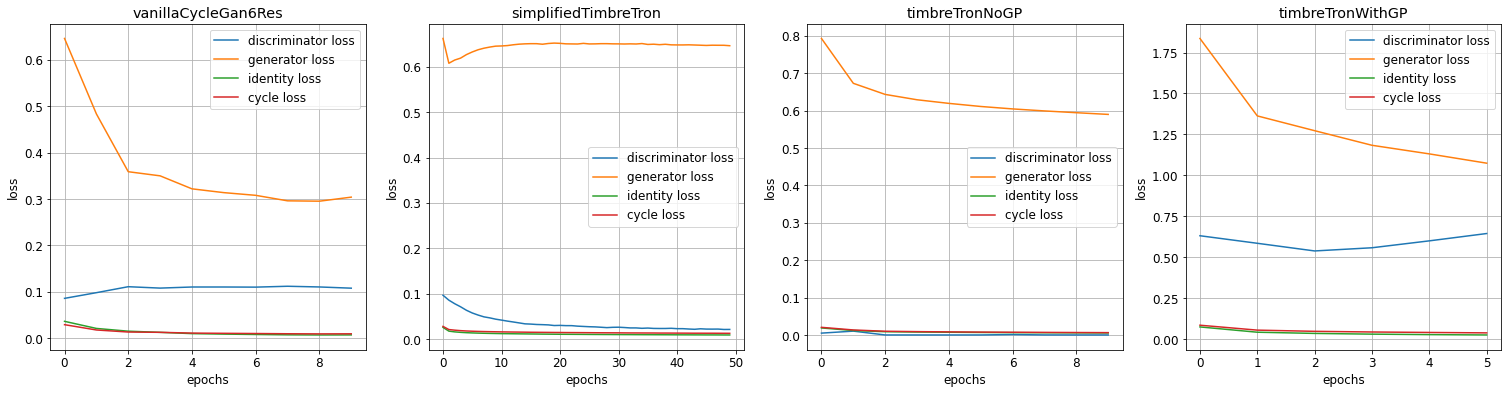 vanillaCycleGan6Res
loss
0.6
0.5
0.4
0.3
0.2
0.1
0.0
discriminator loss
generator loss
identity loss
cycle loss
0 2 4 6 8
epochs
simplifiedTimbreTron
loss
0.6
0.5
0.4
0.3
0.2
0.1
0.0
discriminator loss
generator loss
identity loss
cycle loss
0 10 20 30 40 50
epochs
timbreTronNoGP
loss
0.8
0.7
0.6
0.5
0.4
0.3
0.2
0.1
0.0
discriminator loss
generator loss
identity loss
cycle loss
0 2 4 6 8
epochs
timbreTronWithGP
loss
1.75
1.50
1.25
1.00
0.75
0.50
0.25
0.00
discriminator loss
generator loss
identity loss
cycle loss
0 1 2 3 4 5
epochs